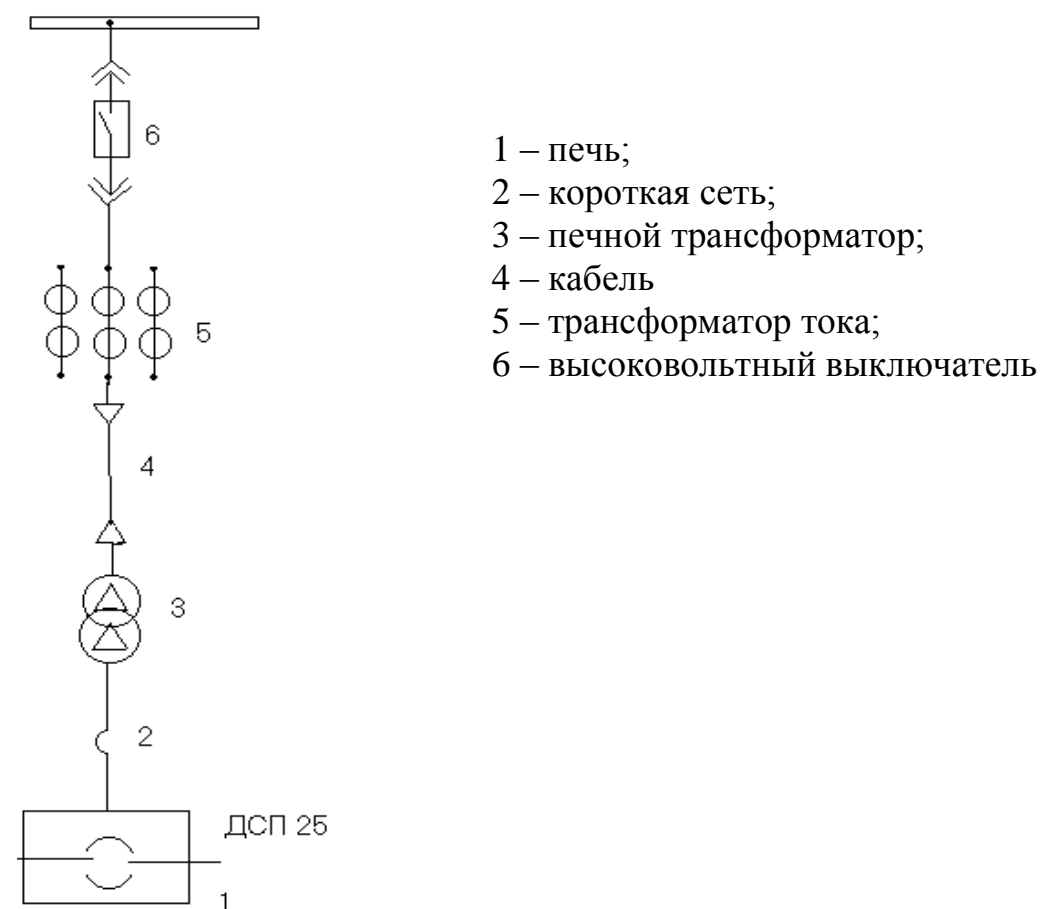 6
1 – печь;
2 – короткая сеть;
3 – печной трансформатор;
4 – кабель
5 – трансформатор тока;
6 – высоковольтный выключатель
5
4
3
2
ДСП 25
1